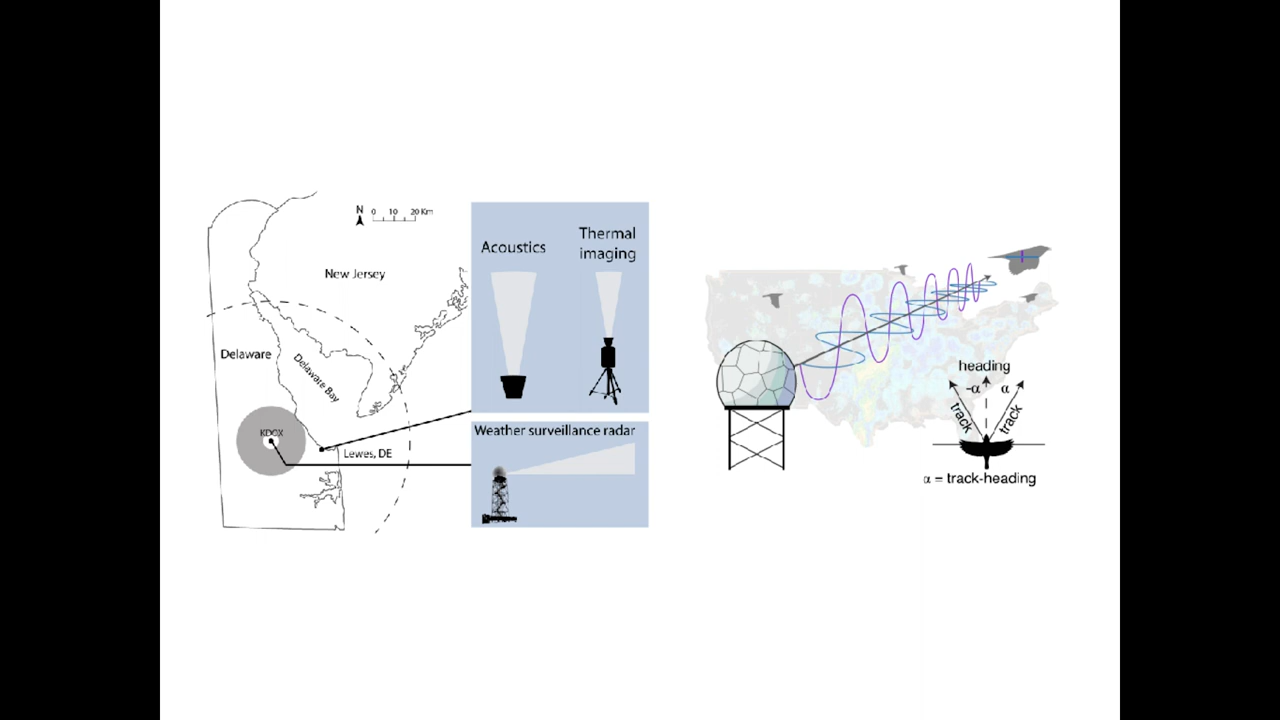 N
0 10 20 Km
New Jersey
Delaware
Delaware Bay
KDOX
Lewes, DE
Acoustics
Thermal
imaging
Weather surveillance radar
heading
-α α
track track
α = track-heading